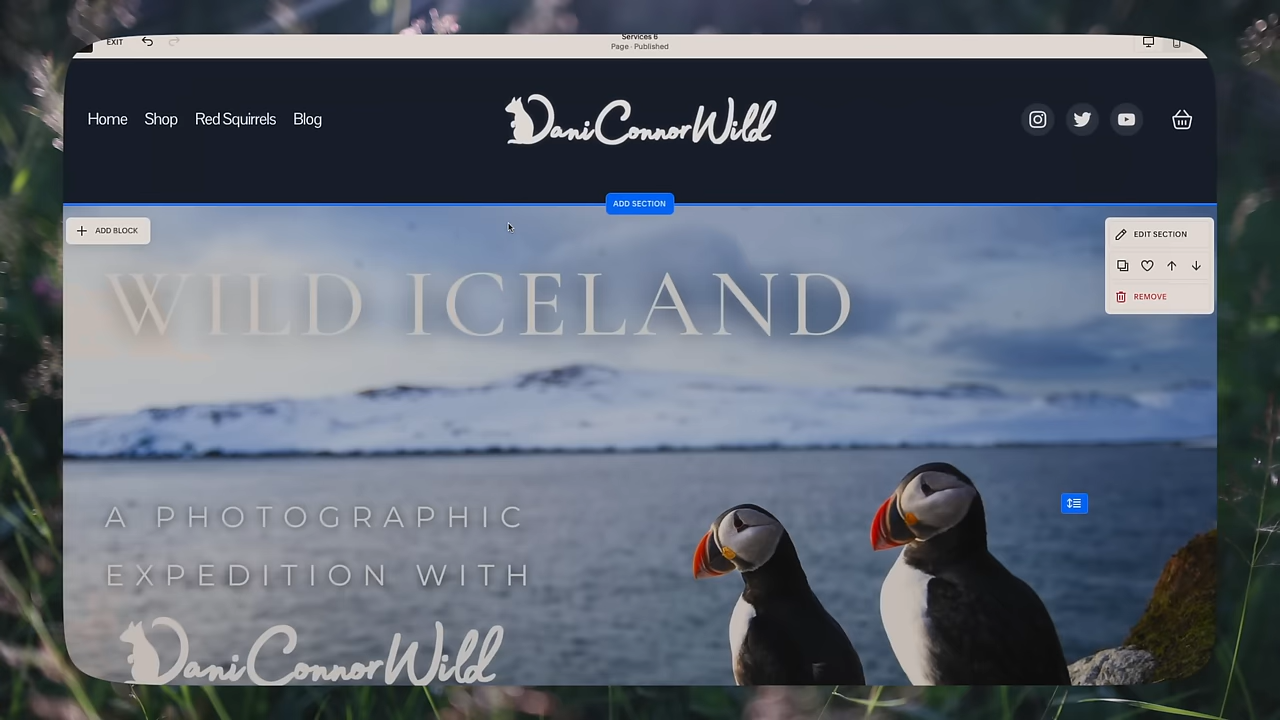 EXIT
Services 6
Page · Published
Home Shop Red Squirrels Blog
DaniConnorWild
ADD SECTION
ADD BLOCK
EDIT SECTION
REMOVE
WILD ICELAND
A PHOTOGRAPHIC
EXPEDITION WITH
DaniConnorWild